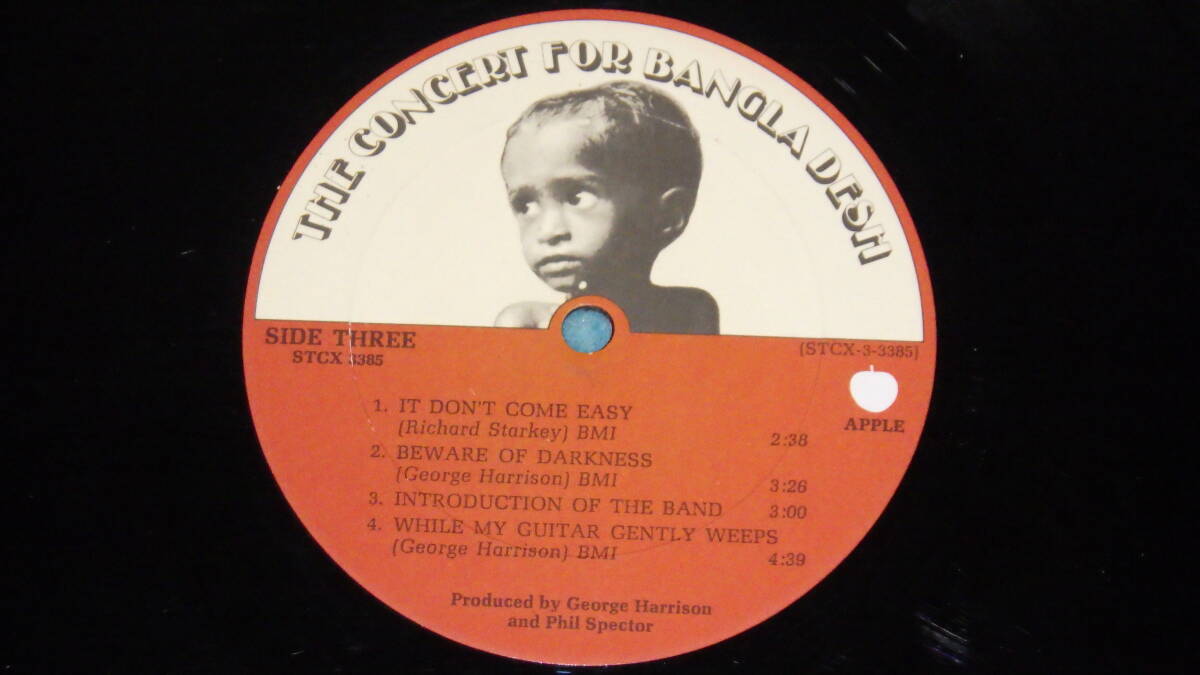 THE CONCERT FOR BANGLA DESH
SIDE THREE
STCX 3385
(STCX-3-3385)
APPLE
1. IT DON'T COME EASY
(Richard Starkey) BMI 2:38
2. BEWARE OF DARKNESS
(George Harrison) BMI 3:26
3. INTRODUCTION OF THE BAND 3:00
4. WHILE MY GUITAR GENTLY WEEPS
(George Harrison) BMI 4:39
Produced by George Harrison
and Phil Spector